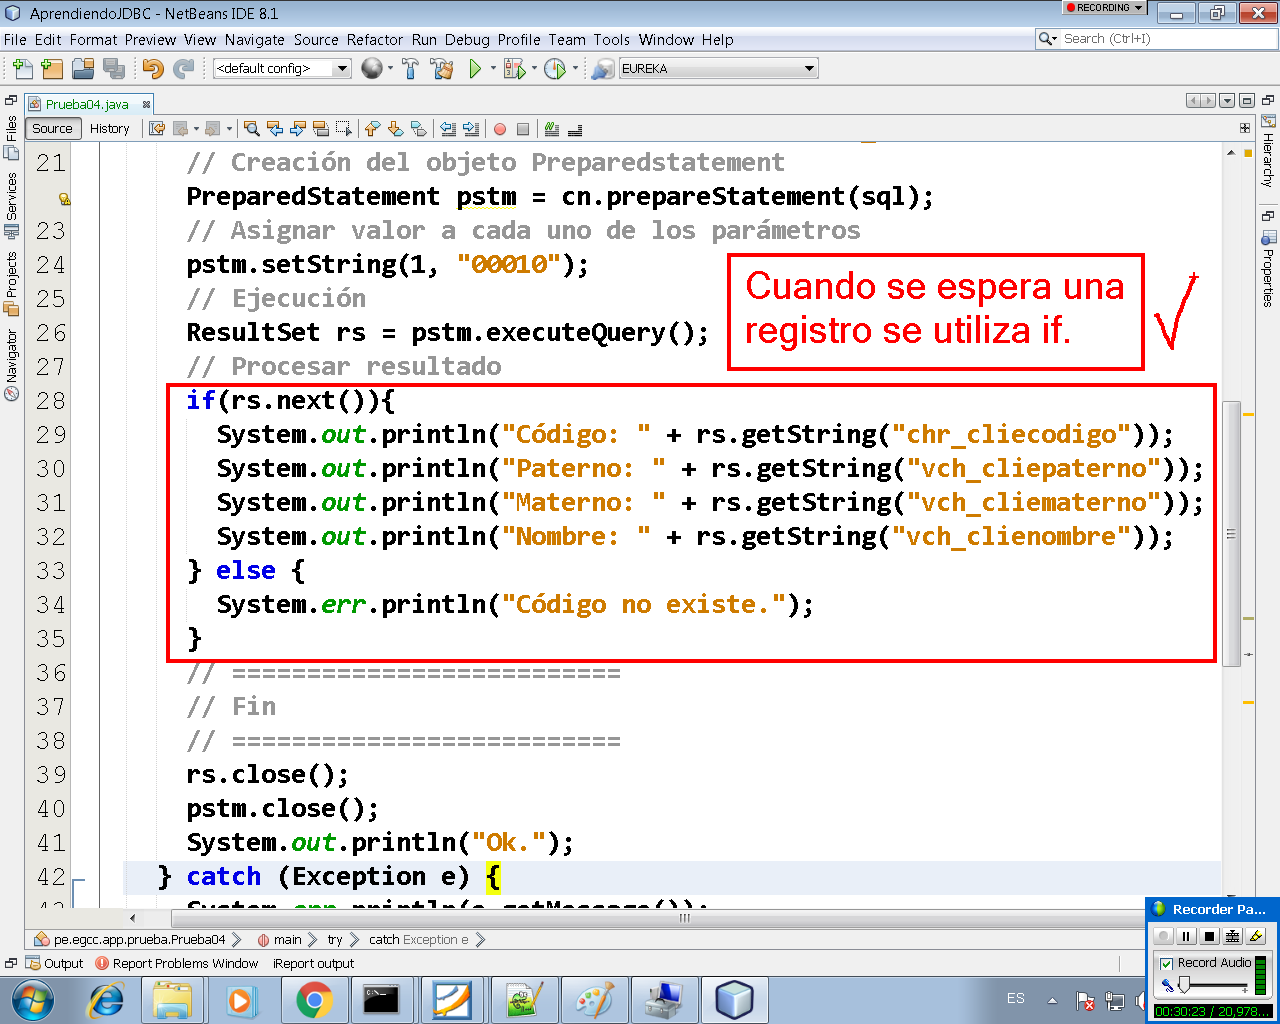 AprendiendoJDBC - NetBeans IDE 8.1
RECORDING
File Edit Format Preview View Navigate Source Refactor Run Debug Profile Team Tools Window Help
Search (Ctrl+I)
<default config>
EUREKA
Prueba04.java
Source History
Files
Services
Projects
Navigator
Hierarchy
Properties
21 // Creación del objeto Preparedstatement
PreparedStatement pstm = cn.prepareStatement(sql);
23 // Asignar valor a cada uno de los parámetros
24 pstm.setString(1, "00010");
25 // Ejecución
26 ResultSet rs = pstm.executeQuery();
27 // Procesar resultado
Cuando se espera una
registro se utiliza if.
28 if(rs.next()){
29 System.out.println("Código: " + rs.getString("chr_cliecodigo"));
30 System.out.println("Paterno: " + rs.getString("vch_cliepaterno"));
31 System.out.println("Materno: " + rs.getString("vch_cliematerno"));
32 System.out.println("Nombre: " + rs.getString("vch_clienombre"));
33 } else {
34 System.err.println("Código no existe.");
35 }
36 // ==========================
37 // Fin
38 // ==========================
39 rs.close();
40 pstm.close();
41 System.out.println("Ok.");
42 } catch (Exception e) {
System.err.println(e.getMessage());
pe.egcc.app.prueba.Prueba04 main try catch Exception e
Output Report Problems Window iReport output
Recorder Pa...
Record Audio
00:30:23 / 20,978...
ES